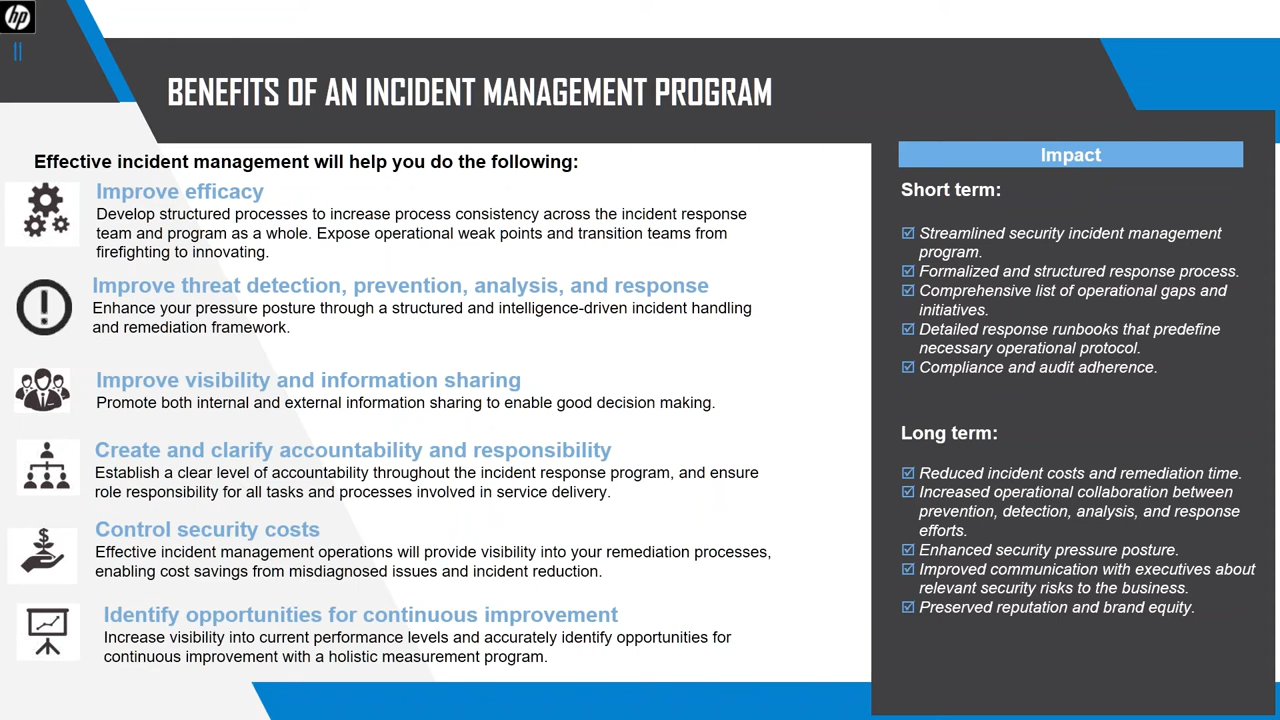 hp
BENEFITS OF AN INCIDENT MANAGEMENT PROGRAM
Effective incident management will help you do the following:
Improve efficacy
Develop structured processes to increase process consistency across the incident response
team and program as a whole. Expose operational weak points and transition teams from
firefighting to innovating.
Improve threat detection, prevention, analysis, and response
Enhance your pressure posture through a structured and intelligence-driven incident handling
and remediation framework.
Improve visibility and information sharing
Promote both internal and external information sharing to enable good decision making.
Create and clarify accountability and responsibility
Establish a clear level of accountability throughout the incident response program, and ensure
role responsibility for all tasks and processes involved in service delivery.
Control security costs
Effective incident management operations will provide visibility into your remediation processes,
enabling cost savings from misdiagnosed issues and incident reduction.
Identify opportunities for continuous improvement
Increase visibility into current performance levels and accurately identify opportunities for
continuous improvement with a holistic measurement program.
Impact
Short term:
Streamlined security incident management
program.
Formalized and structured response process.
Comprehensive list of operational gaps and
initiatives.
Detailed response runbooks that predefine
necessary operational protocol.
Compliance and audit adherence.
Long term:
Reduced incident costs and remediation time.
Increased operational collaboration between
prevention, detection, analysis, and response
efforts.
Enhanced security pressure posture.
Improved communication with executives about
relevant security risks to the business.
Preserved reputation and brand equity.